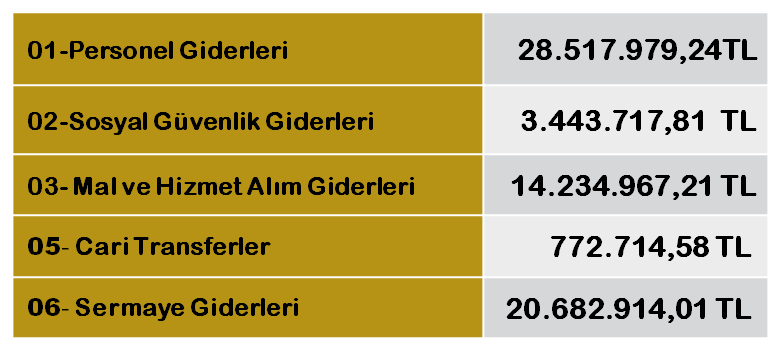 01-Personel Giderleri 28.517.979,24TL
02-Sosyal Güvenlik Giderleri 3.443.717,81 TL
03- Mal ve Hizmet Alım Giderleri 14.234.967,21 TL
05- Cari Transferler 772.714,58 TL
06- Sermaye Giderleri 20.682.914,01 TL